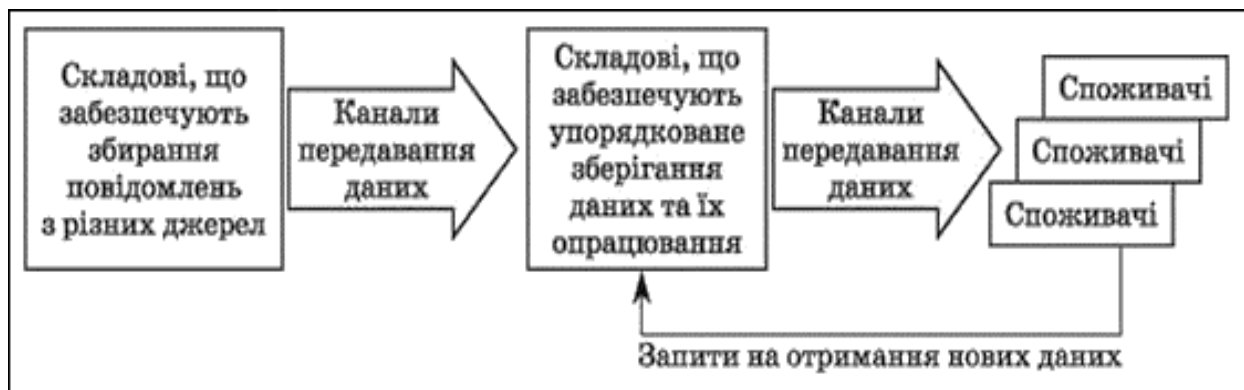 Складові, що
забезпечують
збирання
повідомлень
з різних джерел
Канали
передавання
даних
Складові, що
забезпечують
упорядковане
зберігання
даних та їх
опрацювання
Канали
передавання
даних
Споживачі
Споживачі
Споживачі
Запити на отримання нових даних